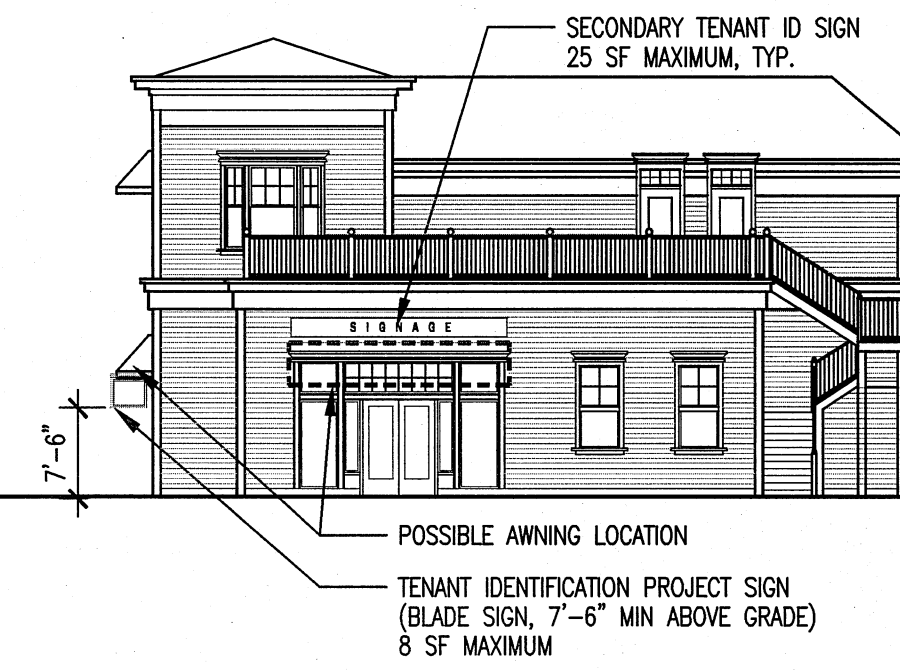 SECONDARY TENANT ID SIGN
25 SF MAXIMUM, TYP.
SIGNAGE
7'-6"
POSSIBLE AWNING LOCATION
TENANT IDENTIFICATION PROJECT SIGN
(BLADE SIGN, 7'-6" MIN ABOVE GRADE)
8 SF MAXIMUM